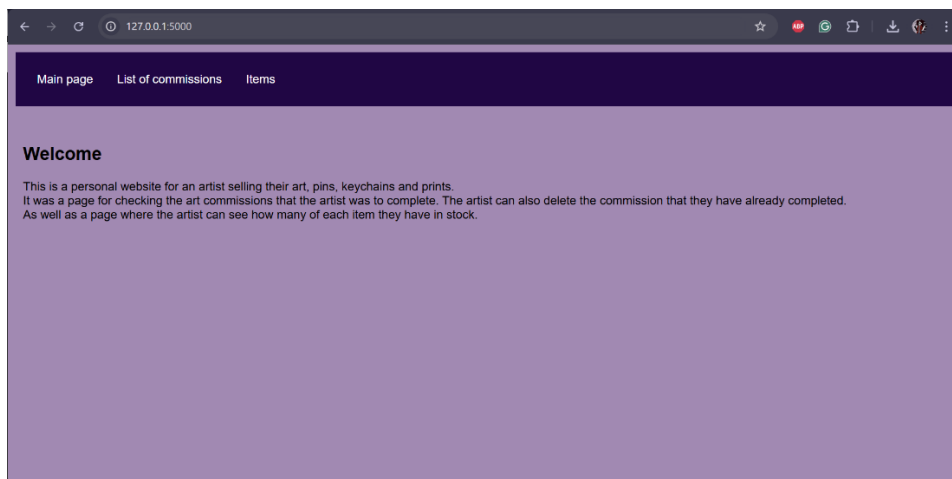 127.0.0.1:5000
ABP
Main page List of commissions Items
Welcome
This is a personal website for an artist selling their art, pins, keychains and prints.
It was a page for checking the art commissions that the artist was to complete. The artist can also delete the commission that they have already completed.
As well as a page where the artist can see how many of each item they have in stock.